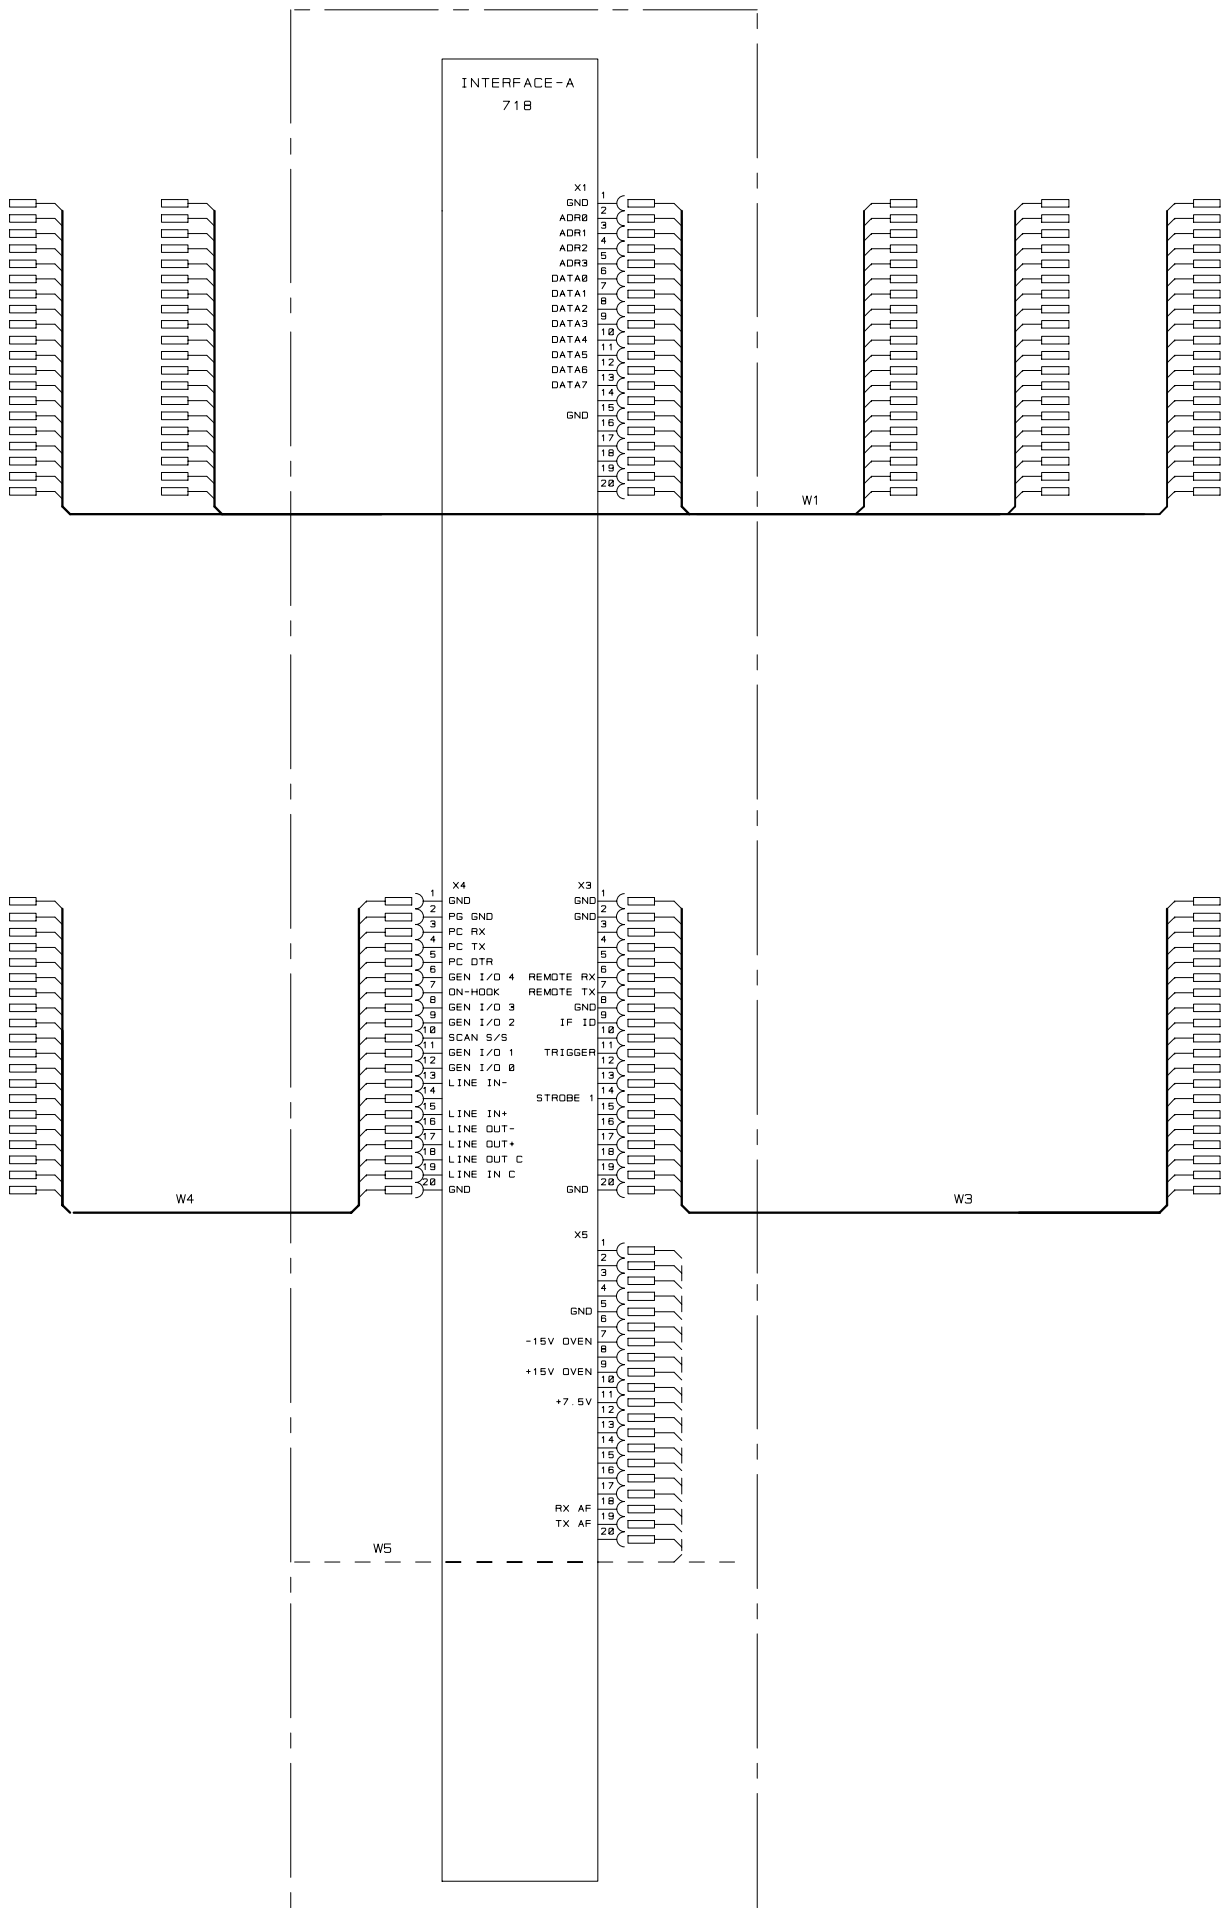 INTERFACE-A
718
X1
GND 1
ADR0 2
ADR1 3
ADR2 4
ADR3 5
DATA0 6
DATA1 7
DATA2 8
DATA3 9
DATA4 10
DATA5 11
DATA6 12
DATA7 13
14
GND 15
16
17
18
19
20
W1
X4
1 GND
2 PG GND
3 PC RX
4 PC TX
5 PC DTR
6 GEN I/O 4
7 ON-HOOK
8 GEN I/O 3
9 GEN I/O 2
10 SCAN S/S
11 GEN I/O 1
12 GEN I/O 0
13 LINE IN-
14
15 LINE IN+
16 LINE OUT-
17 LINE OUT+
18 LINE OUT C
19 LINE IN C
20 GND
W4
X3
GND 1
GND 2
3
4
5
REMOTE RX 6
REMOTE TX 7
GND 8
IF ID 9
10
TRIGGER 11
12
13
STROBE 1 14
15
16
17
18
19
GND 20
W3
X5
1
2
3
4
GND 5
6
-15V OVEN 7
8
+15V OVEN 9
10
+7.5V 11
12
13
14
15
16
17
RX AF 18
TX AF 19
20
W5